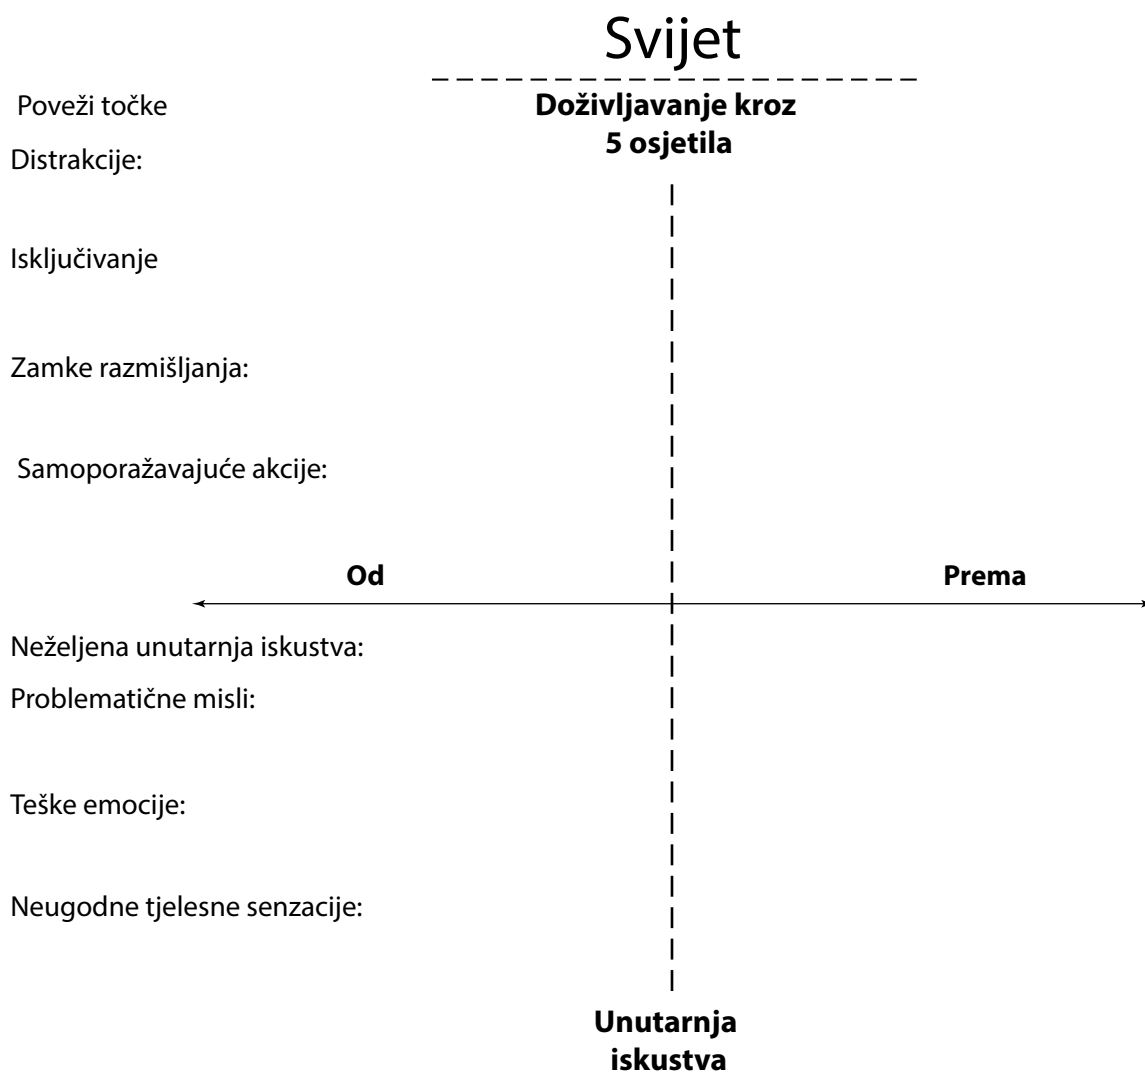 Svijet
Doživljavanje kroz
5 osjetila
Poveži točke
Distrakcije:
Isključivanje
Zamke razmišljanja:
Samoporažavajuće akcije:
Od
Prema
Neželjena unutarnja iskustva:
Problematične misli:
Teške emocije:
Neugodne tjelesne senzacije:
Unutarnja
iskustva